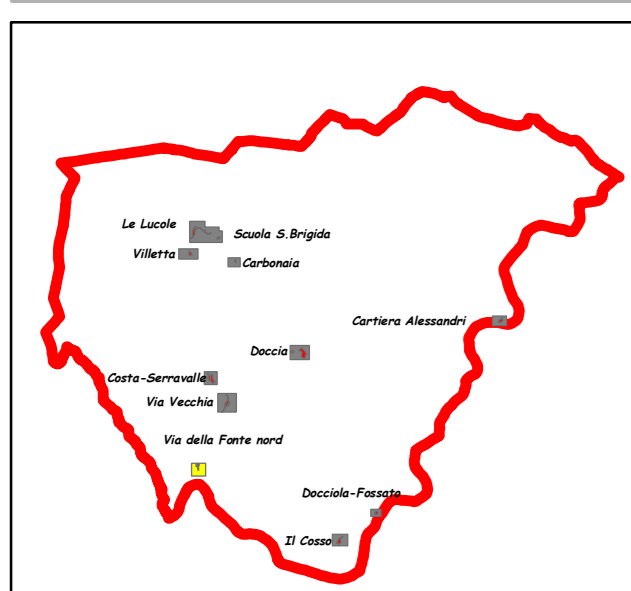 Le Lucole
Scuola S.Brigida
Villetta
Carbonaia
Cartiera Alessandri
Doccia
Costa-Serravalle
Via Vecchia
Via della Fonte nord
Docciola-Fossato
Il Cosso